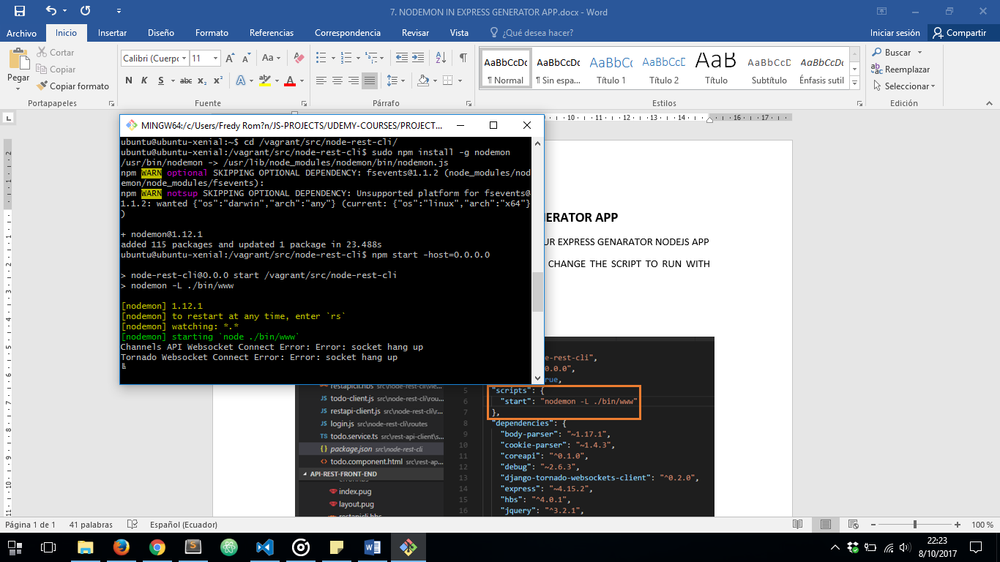 7. NODEMON IN EXPRESS GENERATOR APP.docx - Word
Archivo Inicio Insertar Diseño Formato Referencias Correspondencia Revisar Vista ¿Qué desea hacer? Iniciar sesión Compartir
Pegar
Cortar
Copiar
Copiar formato
Portapapeles
Calibri (Cuerpo 11
N K S abc x₂ x²
Fuente
Párrafo
AaBbCcDc AaBbCcDc AaBbCc AaBbCcD AaB AaBbCcD AaBbCcDc
¶ Normal ¶ Sin espa... Título 1 Título 2 Título Subtítulo Énfasis sutil
Estilos
Buscar
Reemplazar
Seleccionar
Edición
10 11 12 13 14 15 16 17
MINGW64:/c/Users/Fredy Rom?n/JS-PROJECTS/UDEMY-COURSES/PROJECT...
ubuntu@ubuntu-xenial:~$ cd /vagrant/src/node-rest-cli/
ubuntu@ubuntu-xenial:/vagrant/src/node-rest-cli$ sudo npm install -g nodemon
/usr/bin/nodemon -> /usr/lib/node_modules/nodemon/bin/nodemon.js
npm WARN optional SKIPPING OPTIONAL DEPENDENCY: fsevents@1.1.2 (node_modules/nod
emon/node_modules/fsevents):
npm WARN notsup SKIPPING OPTIONAL DEPENDENCY: Unsupported platform for fsevents@
1.1.2: wanted {"os":"darwin","arch":"any"} (current: {"os":"linux","arch":"x64"}
)
+ nodemon@1.12.1
added 115 packages and updated 1 package in 23.488s
ubuntu@ubuntu-xenial:/vagrant/src/node-rest-cli$ npm start -host=0.0.0.0
> node-rest-cli@0.0.0 start /vagrant/src/node-rest-cli
> nodemon -L ./bin/www
[nodemon] 1.12.1
[nodemon] to restart at any time, enter `rs`
[nodemon] watching: *.*
[nodemon] starting `node ./bin/www`
Channels API Websocket Connect Error: Error: socket hang up
Tornado Websocket Connect Error: Error: socket hang up
ERATOR APP
UR EXPRESS GENARATOR NODEJS APP
CHANGE THE SCRIPT TO RUN WITH
e-rest-cli",
.0.0",
rue,
restapicli.hbs src\node-rest-cli\vie...
todo-client.js src\node-rest-cli\rou...
restapi-client.js src\node-rest-cli\r...
login.js src\node-rest-cli\routes
todo.service.ts src\rest-api-client\s
package.json src\node-rest-cli
todo.component.html src\rest-ap...
API-REST-FRONT-END
index.pug
layout.pug
restapicli.hbs
5 "scripts": {
6 "start": "nodemon -L ./bin/www"
7 },
8 "dependencies": {
9 "body-parser": "~1.17.1",
10 "cookie-parser": "~1.4.3",
11 "coreapi": "^0.1.0",
12 "debug": "~2.6.3",
13 "django-tornado-websockets-client": "^0.2.0",
14 "express": "~4.15.2",
15 "hbs": "^4.0.1",
16 "jquery": "^3.2.1",
Página 1 de 1 41 palabras Español (Ecuador) 100 %
22:23
8/10/2017